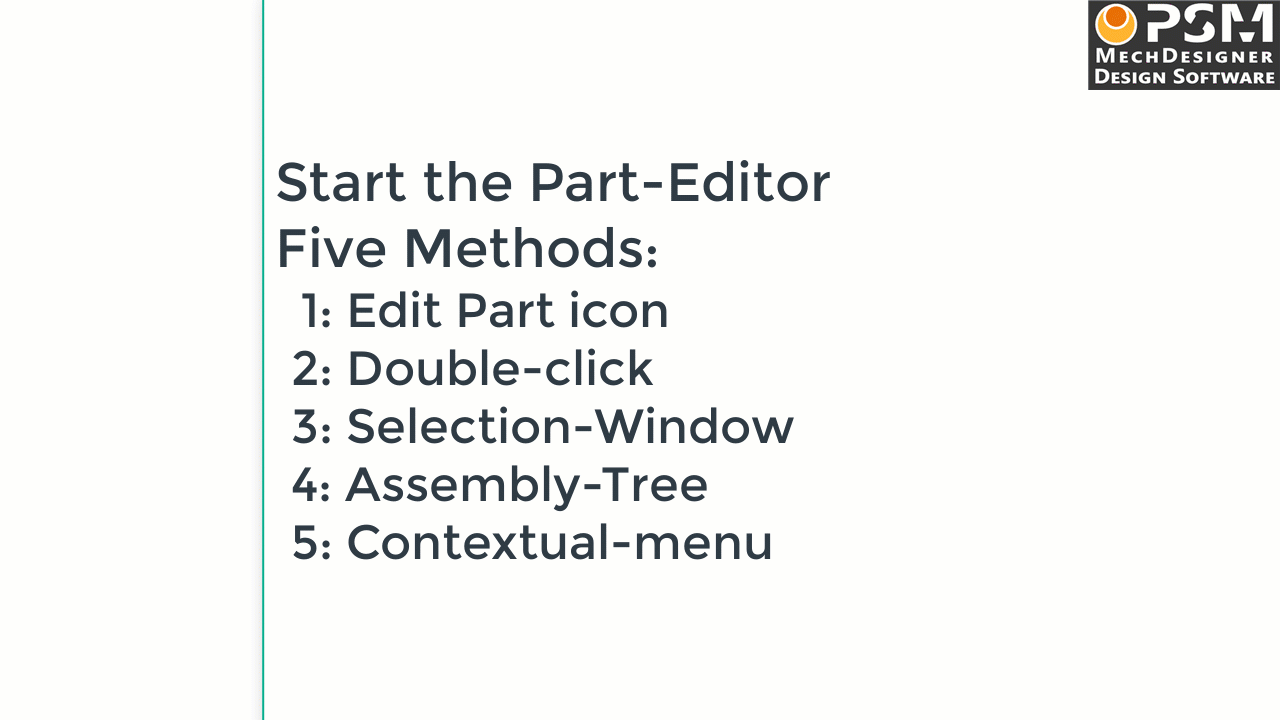 PSM
MechDesigner
Design Software
Start the Part-Editor
Five Methods:
1: Edit Part icon
2: Double-click
3: Selection-Window
4: Assembly-Tree
5: Contextual-menu